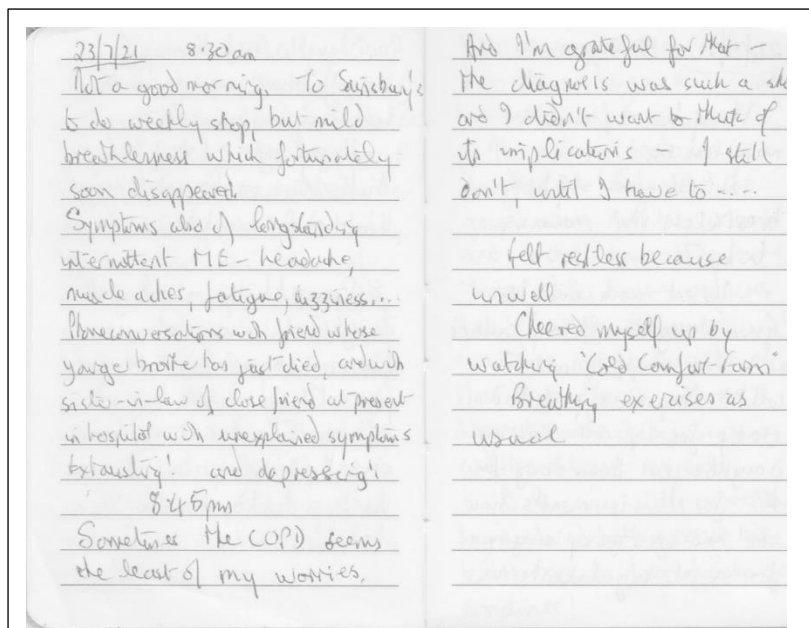 23/7/21 8.30am
Not a good morning. To Sainsbury's
to do weekly shop, but mild
breathlessness which fortunately
soon disappeared.
Symptoms also of longstanding
intermittent ME - headache,
muscle aches, fatigue, dizziness...
Phone conversations with friend whose
younger brother has just died, and with
sister-in-law of close friend at present
in hospital with unexplained symptoms
Exhausting! and depressing!
8.45pm
Sometimes the COPD seems
the least of my worries.
And I'm grateful for that -
the diagnosis was such a
and I didn't want to think of
its implications - I still
don't, until I have to.....
Felt restless because
unwell
Cheered myself up by
watching 'Cold Comfort Farm'
Breathing exercises as
usual